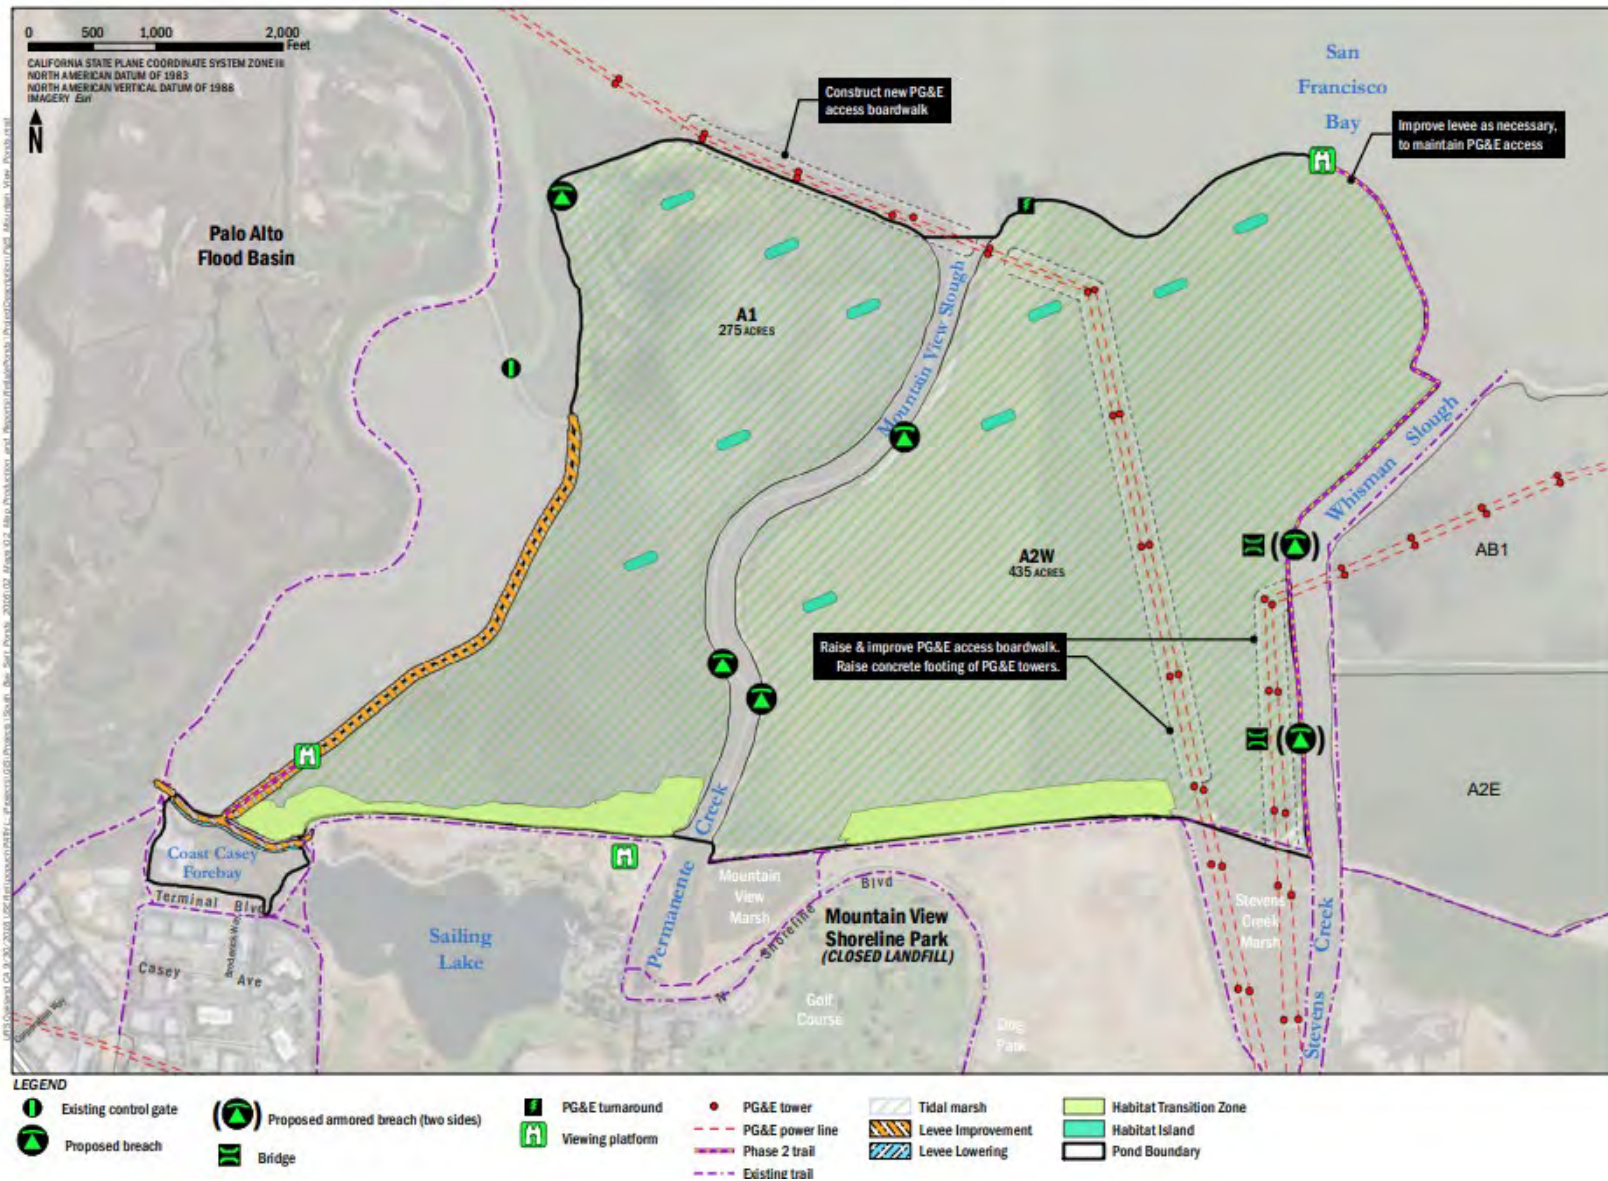 0 500 1,000 2,000
Feet
CALIFORNIA STATE PLANE COORDINATE SYSTEM ZONE III
NORTH AMERICAN DATUM OF 1983
NORTH AMERICAN VERTICAL DATUM OF 1988
IMAGERY Esri
N
Construct new PG&E
access boardwalk
San
Francisco
Bay
Improve levee as necessary,
to maintain PG&E access
Palo Alto
Flood Basin
A1
275 ACRES
Mountain View Slough
Whisman Slough
AB1
A2W
435 ACRES
Raise & improve PG&E access boardwalk.
Raise concrete footing of PG&E towers.
A2E
Coast Casey
Forebay
Terminal Blvd
Broderick Way
Casey Ave
Corporation Way
Sailing
Lake
Permanente Creek
Mountain
View
Marsh
N Shoreline Blvd
Mountain View
Shoreline Park
(CLOSED LANDFILL)
Golf
Course
Dog
Park
Stevens
Creek
Marsh
Stevens Creek
LEGEND
Existing control gate
Proposed breach
Proposed armored breach (two sides)
Bridge
PG&E turnaround
Viewing platform
PG&E tower
PG&E power line
Phase 2 trail
Existing trail
Tidal marsh
Levee Improvement
Levee Lowering
Habitat Transition Zone
Habitat Island
Pond Boundary